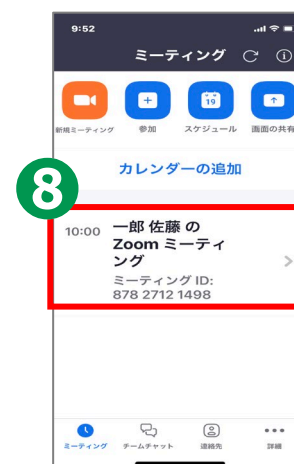 9:52
ミーティング
新規ミーティング
参加
19
スケジュール
画面の共有
カレンダーの追加
8
10:00
一郎 佐藤 の
Zoom ミーティ
ング
ミーティング ID:
878 2712 1498
ミーティング
チームチャット
連絡先
詳細